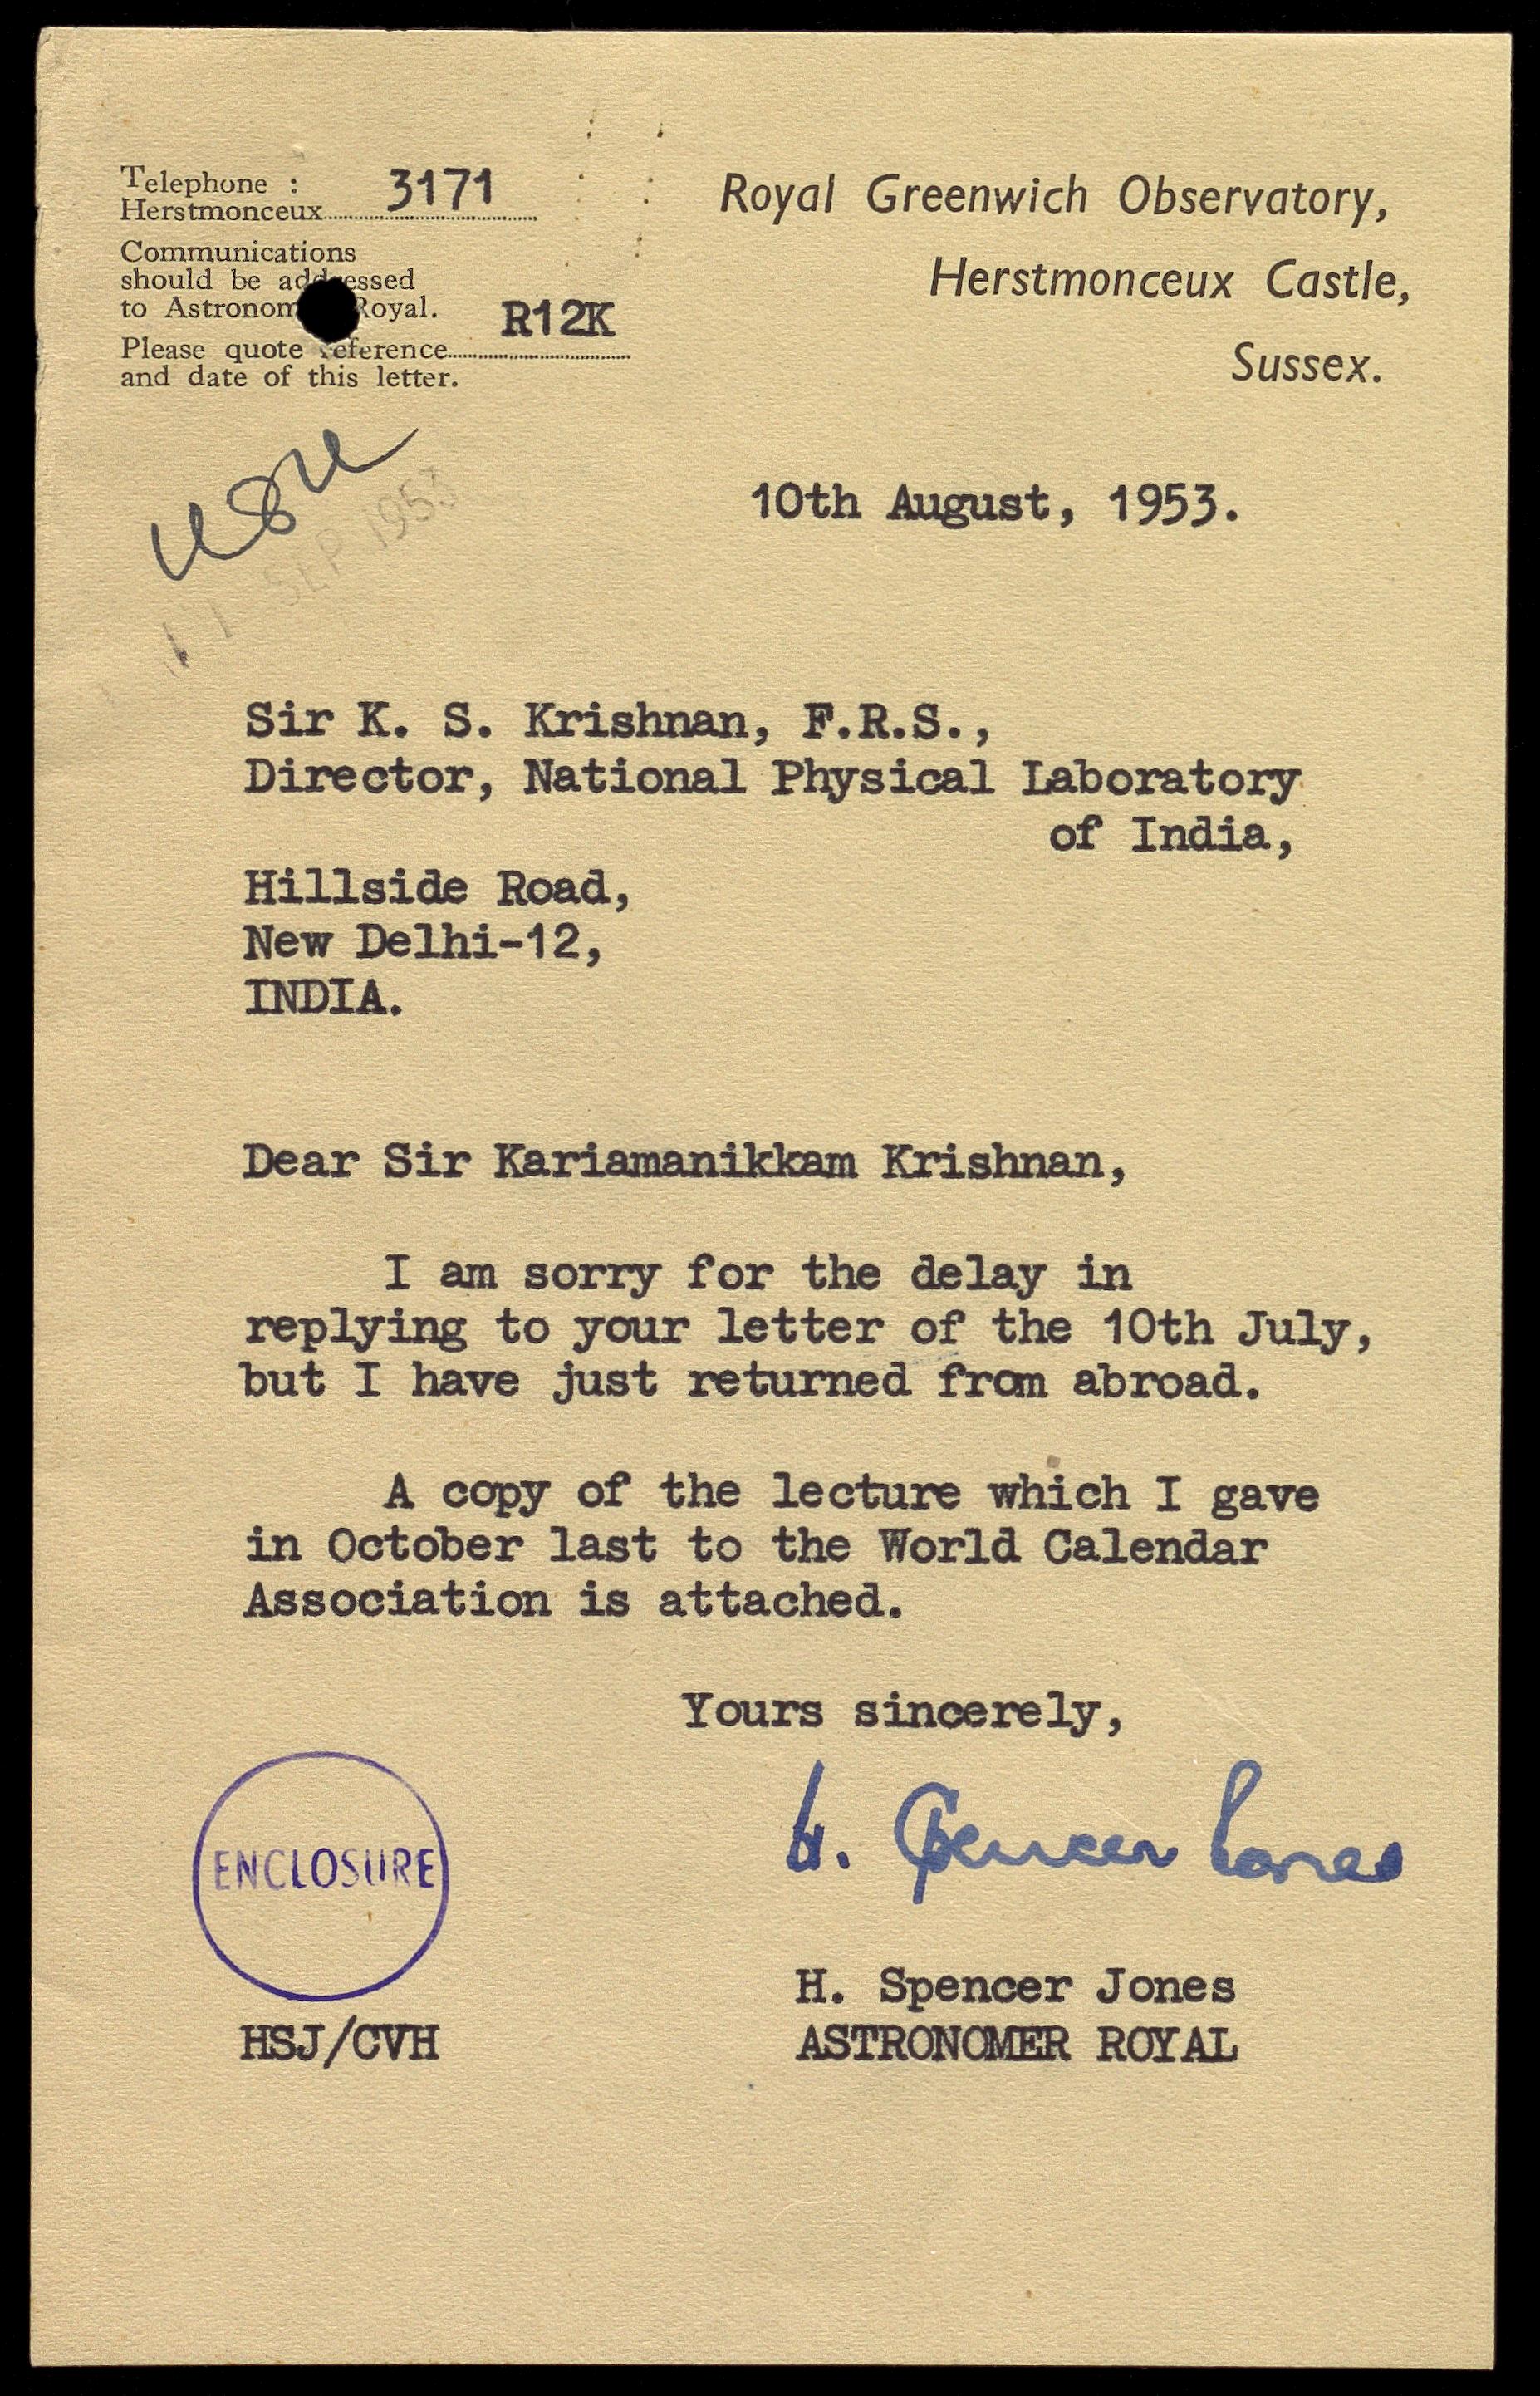 Telephone :
Herstmonceux 3171
Communications
should be addressed
to Astronomer Royal.
Please quote reference R12K
and date of this letter.
Royal Greenwich Observatory,
Herstmonceux Castle,
Sussex.
SEP 1953
10th August, 1953.
Sir K. S. Krishnan, F.R.S.,
Director, National Physical Laboratory
of India,
Hillside Road,
New Delhi-12,
INDIA.
Dear Sir Kariamanikkam Krishnan,
I am sorry for the delay in
replying to your letter of the 10th July,
but I have just returned from abroad.
A copy of the lecture which I gave
in October last to the World Calendar
Association is attached.
Yours sincerely,
H. Spencer Jones
ENCLOSURE
H. Spencer Jones
HSJ/CVH
ASTRONOMER ROYAL